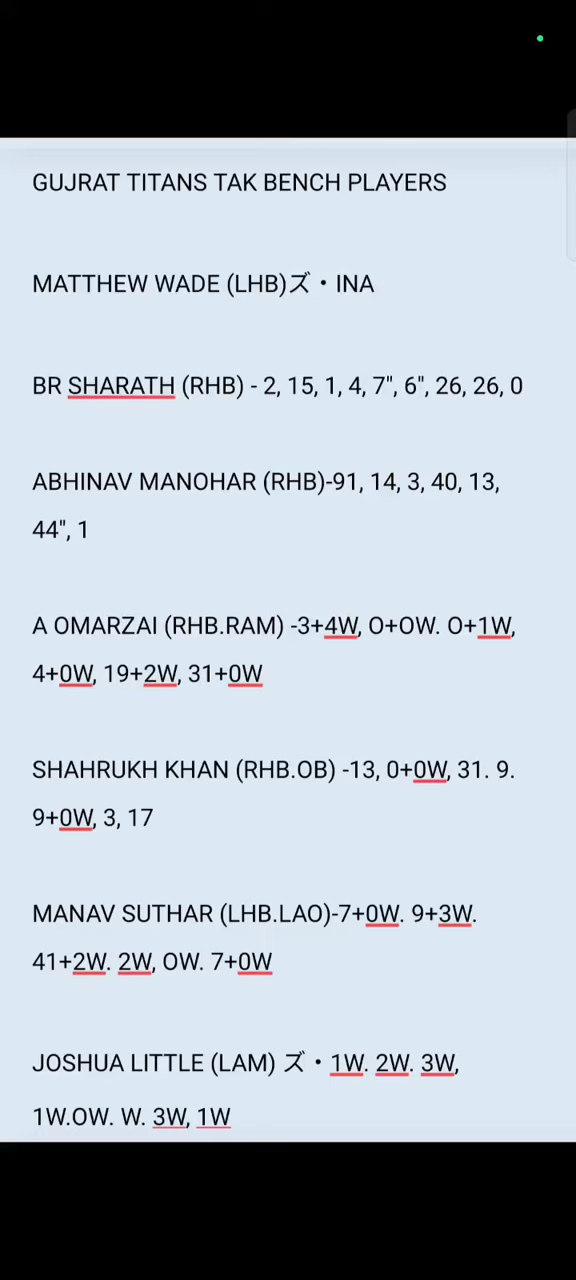 GUJRAT TITANS TAK BENCH PLAYERS
MATTHEW WADE (LHB)ズ・INA
BR SHARATH (RHB) - 2, 15, 1, 4, 7", 6", 26, 26, 0
ABHINAV MANOHAR (RHB)-91, 14, 3, 40, 13,
44", 1
A OMARZAI (RHB.RAM) -3+4W, O+OW. O+1W,
4+0W, 19+2W, 31+0W
SHAHRUKH KHAN (RHB.OB) -13, 0+0W, 31. 9.
9+0W, 3, 17
MANAV SUTHAR (LHB.LAO)-7+0W. 9+3W.
41+2W. 2W, OW. 7+0W
JOSHUA LITTLE (LAM) ズ・1W. 2W. 3W,
1W.OW. W. 3W, 1W